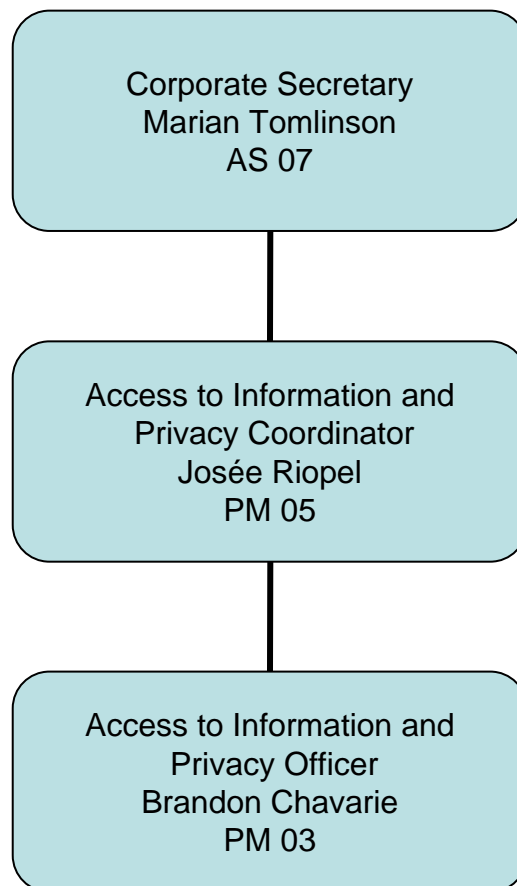 Corporate Secretary
Marian Tomlinson
AS 07
Access to Information and
Privacy Coordinator
Josée Riopel
PM 05
Access to Information and
Privacy Officer
Brandon Chavarie
PM 03